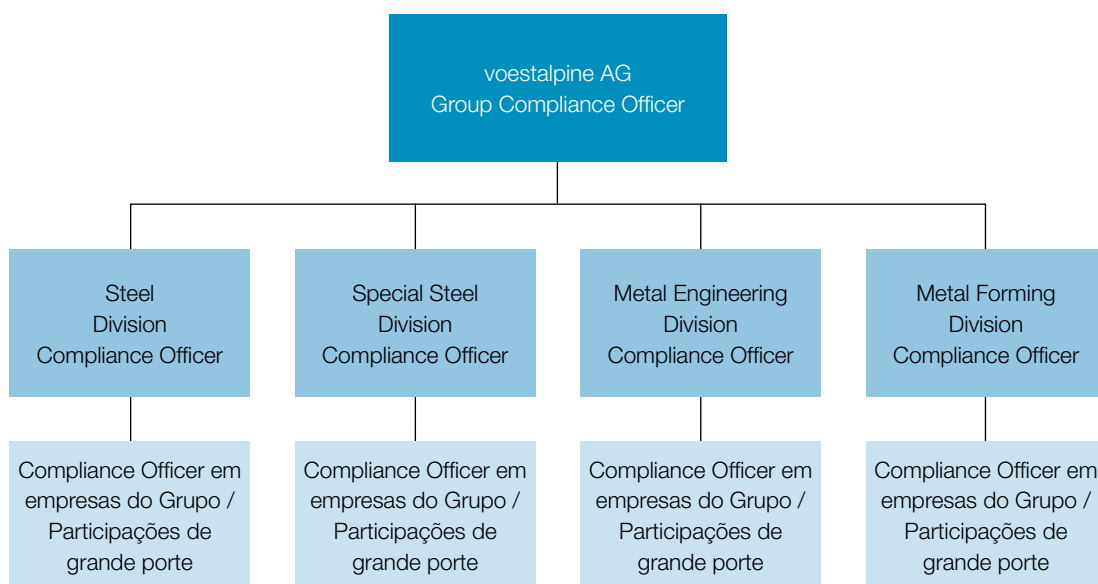 voestalpine AG
Group Compliance Officer
Steel
Division
Compliance Officer
Special Steel
Division
Compliance Officer
Metal Engineering
Division
Compliance Officer
Metal Forming
Division
Compliance Officer
Compliance Officer em
empresas do Grupo /
Participações de
grande porte
Compliance Officer em
empresas do Grupo /
Participações de
grande porte
Compliance Officer em
empresas do Grupo /
Participações de
grande porte
Compliance Officer em
empresas do Grupo /
Participações de
grande porte